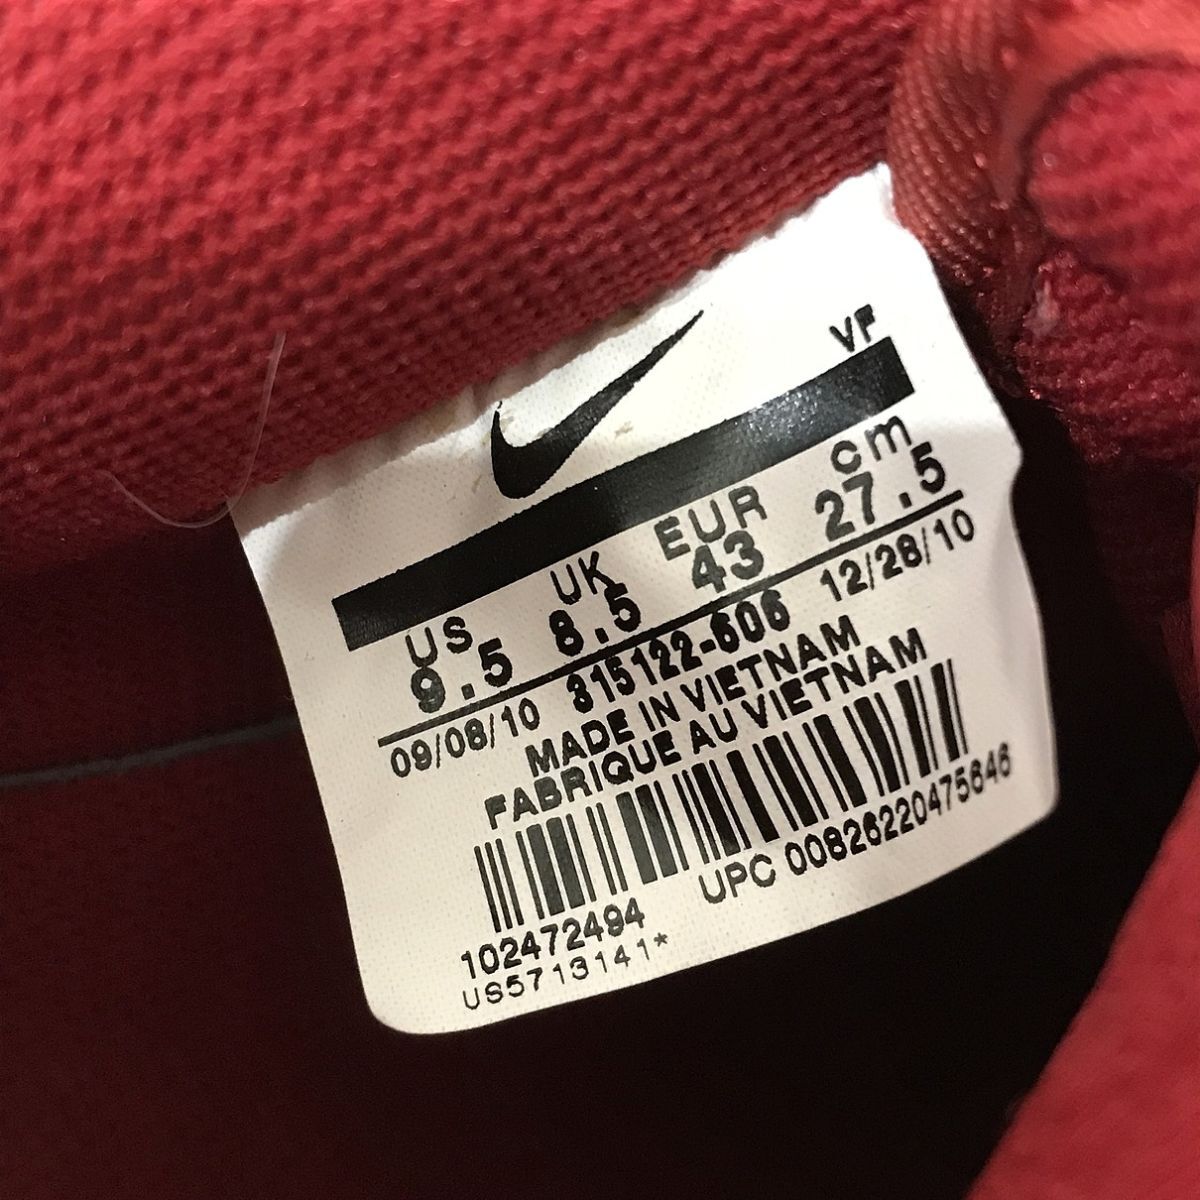 VF
US UK EUR cm
9.5 8.5 43 27.5
09/08/10 315122-606 12/28/10
MADE IN VIETNAM
FABRIQUE AU VIETNAM
UPC 00826220475646
102472494
US5713141*